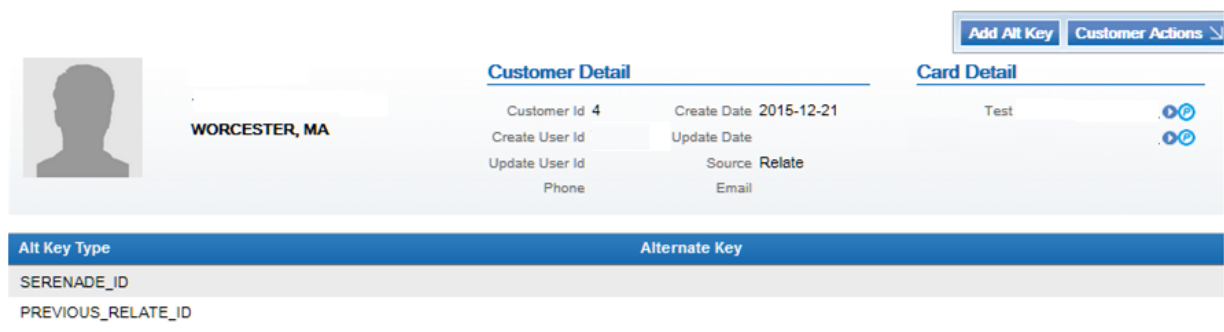 Add Alt Key Customer Actions
Customer Detail Card Detail
Customer Id 4 Create Date 2015-12-21 Test
WORCESTER, MA
Create User Id Update Date
Update User Id Source Relate
Phone Email
Alt Key Type Alternate Key
SERENADE_ID
PREVIOUS_RELATE_ID